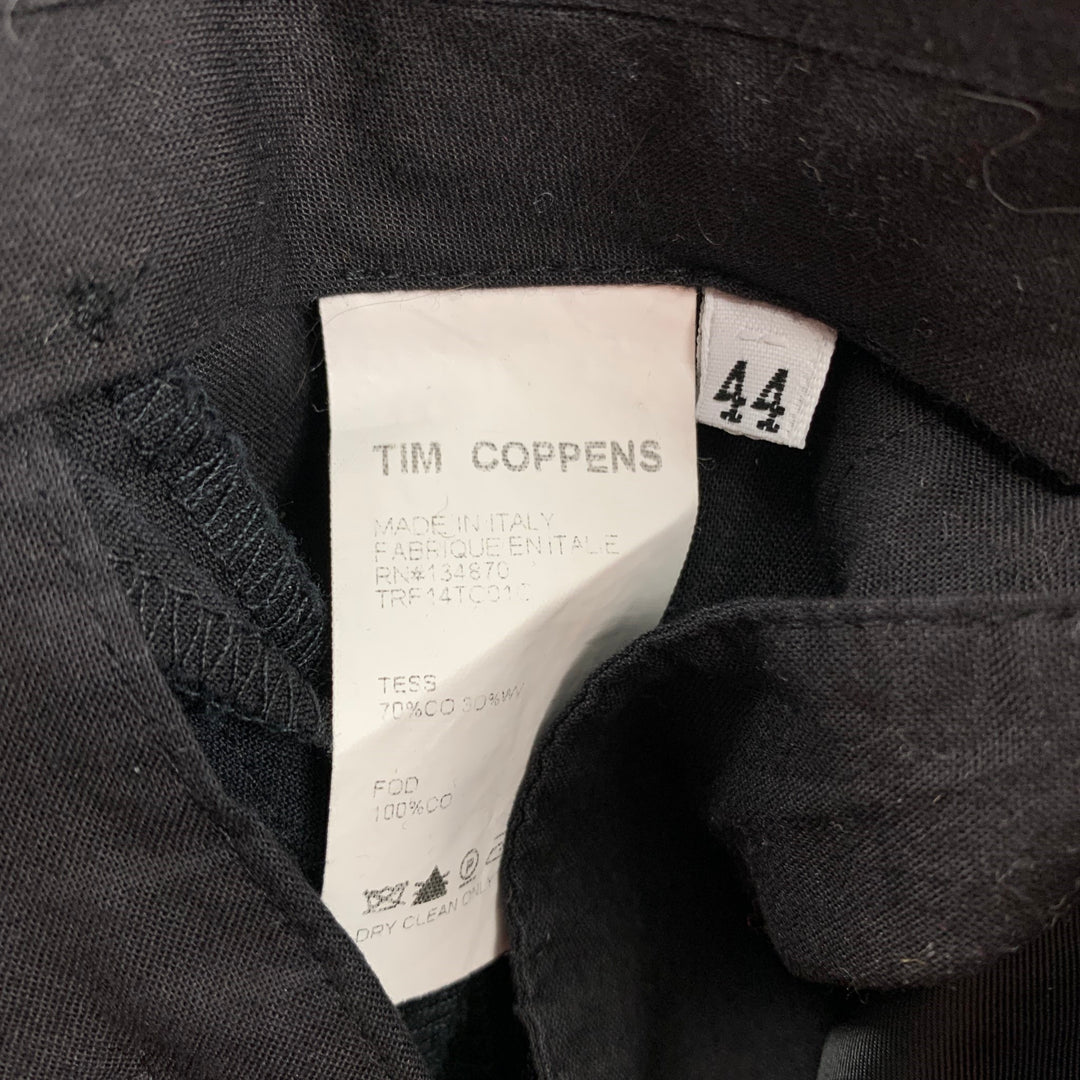 TIM COPPENS
44
MADE IN ITALY
FABRIQUE EN ITALIE
RN#134870
TRF14TC01C
TESS
70%CO 30%WV
FOD
100%CO
P
DRY CLEAN ONLY